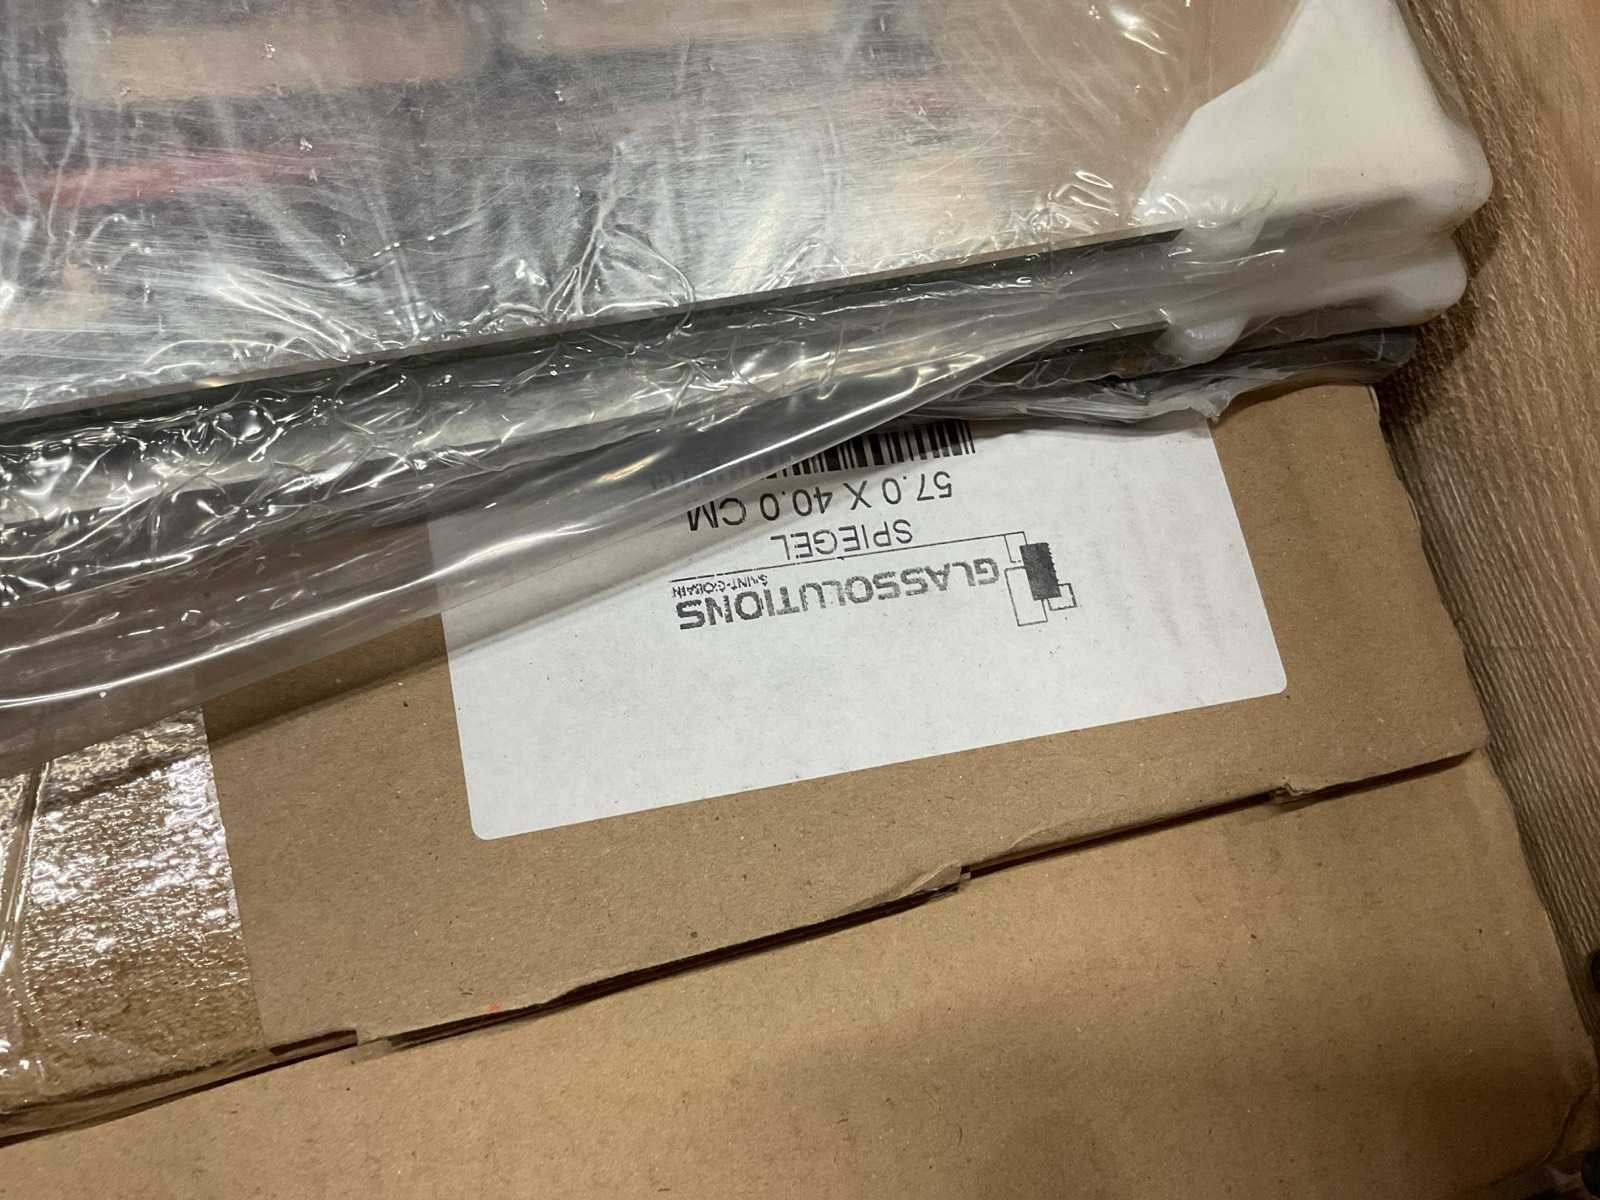 GLASSOLUTIONS
SAINT-GOBAIN
SPIEGEL
57.0 X 40.0 CM